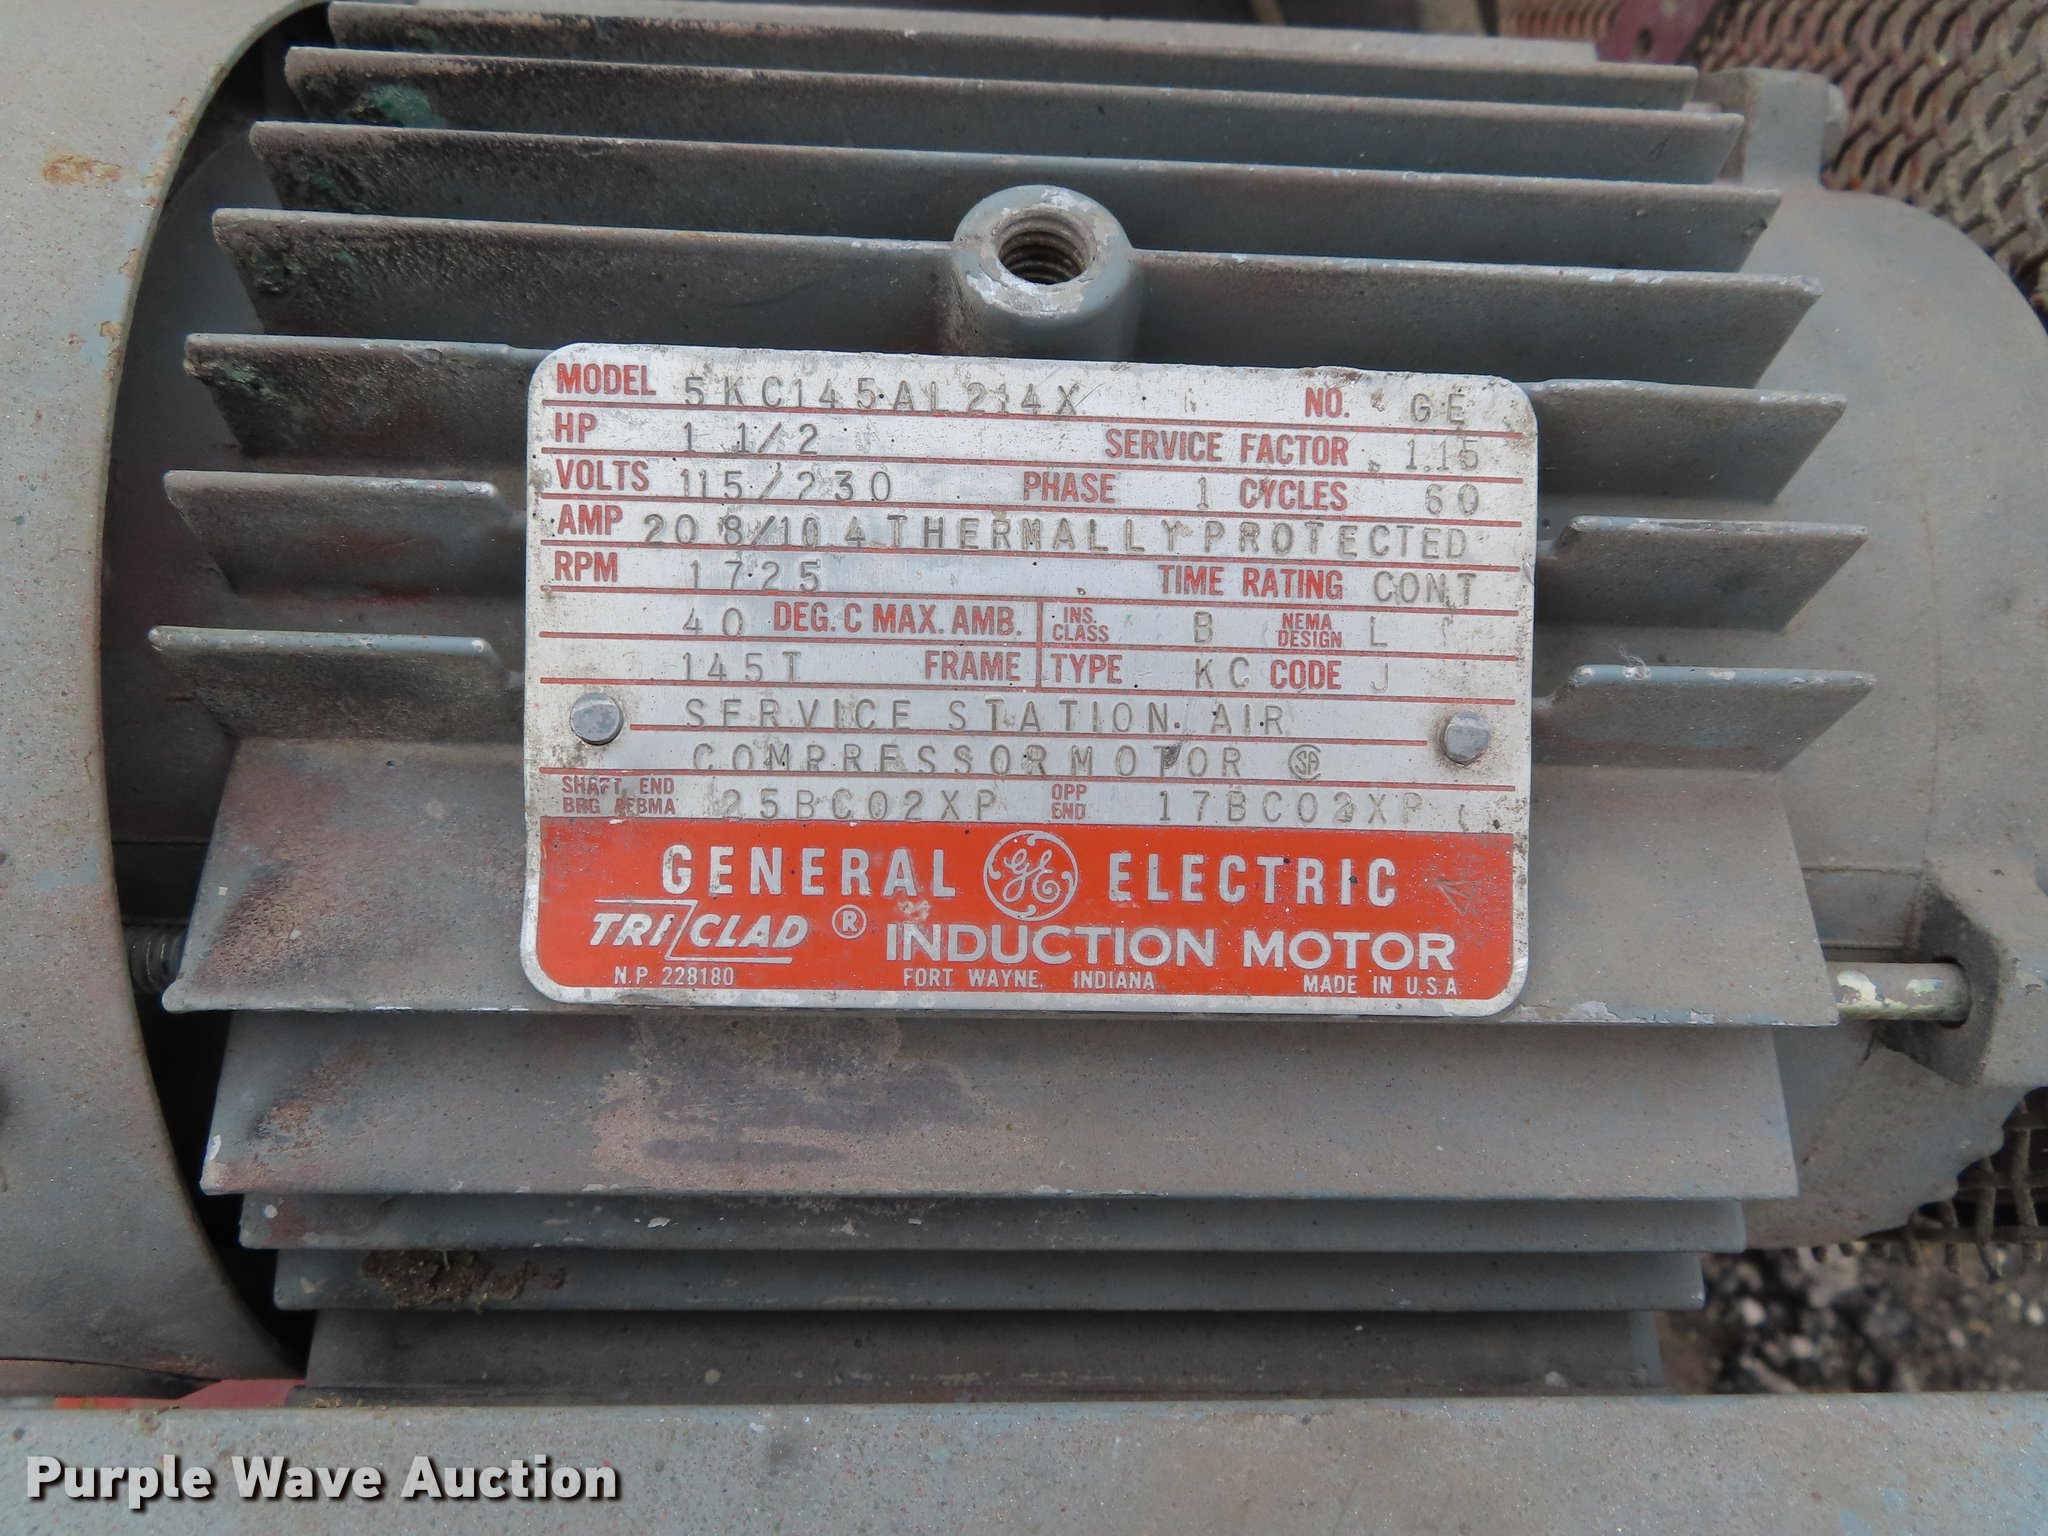 MODEL 5KC145AL214X NO. GE
HP 1 1/2 SERVICE FACTOR 1.15
VOLTS 115/230 PHASE 1 CYCLES 60
AMP 20.8/10.4 THERMALLY PROTECTED
RPM 1725 TIME RATING CONT
40 DEG. C MAX. AMB. INS. CLASS B NEMA DESIGN L
145T FRAME TYPE KC CODE J
SERVICE STATION AIR
COMPRESSOR MOTOR SA
SHAFT END BRG AFBMA 25BC02XP OPP END 17BC02XP
GENERAL GE ELECTRIC
TRI/CLAD ® INDUCTION MOTOR
N.P. 228180 FORT WAYNE, INDIANA MADE IN U.S.A.
Purple Wave Auction